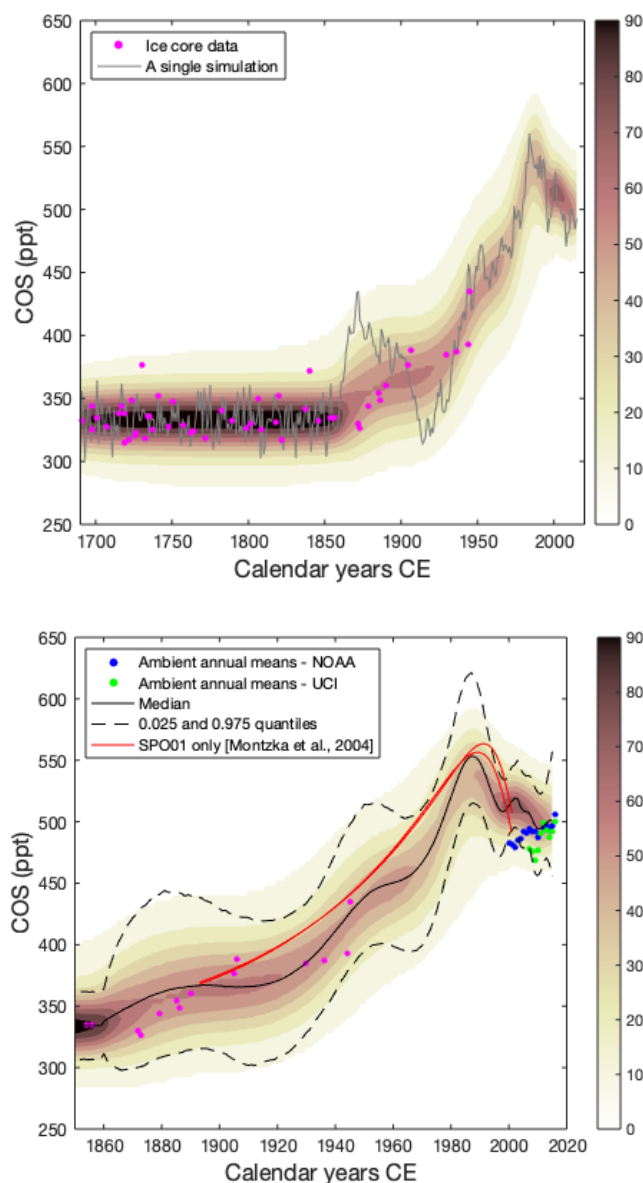 650
600
550
500
450
400
350
300
250
COS (ppt)
Ice core data
A single simulation
1700 1750 1800 1850 1900 1950 2000
Calendar years CE
90
80
70
60
50
40
30
20
10
0
650
600
550
500
450
400
350
300
250
COS (ppt)
Ambient annual means - NOAA
Ambient annual means - UCI
Median
0.025 and 0.975 quantiles
SPO01 only [Montzka et al., 2004]
1860 1880 1900 1920 1940 1960 1980 2000 2020
Calendar years CE
90
80
70
60
50
40
30
20
10
0